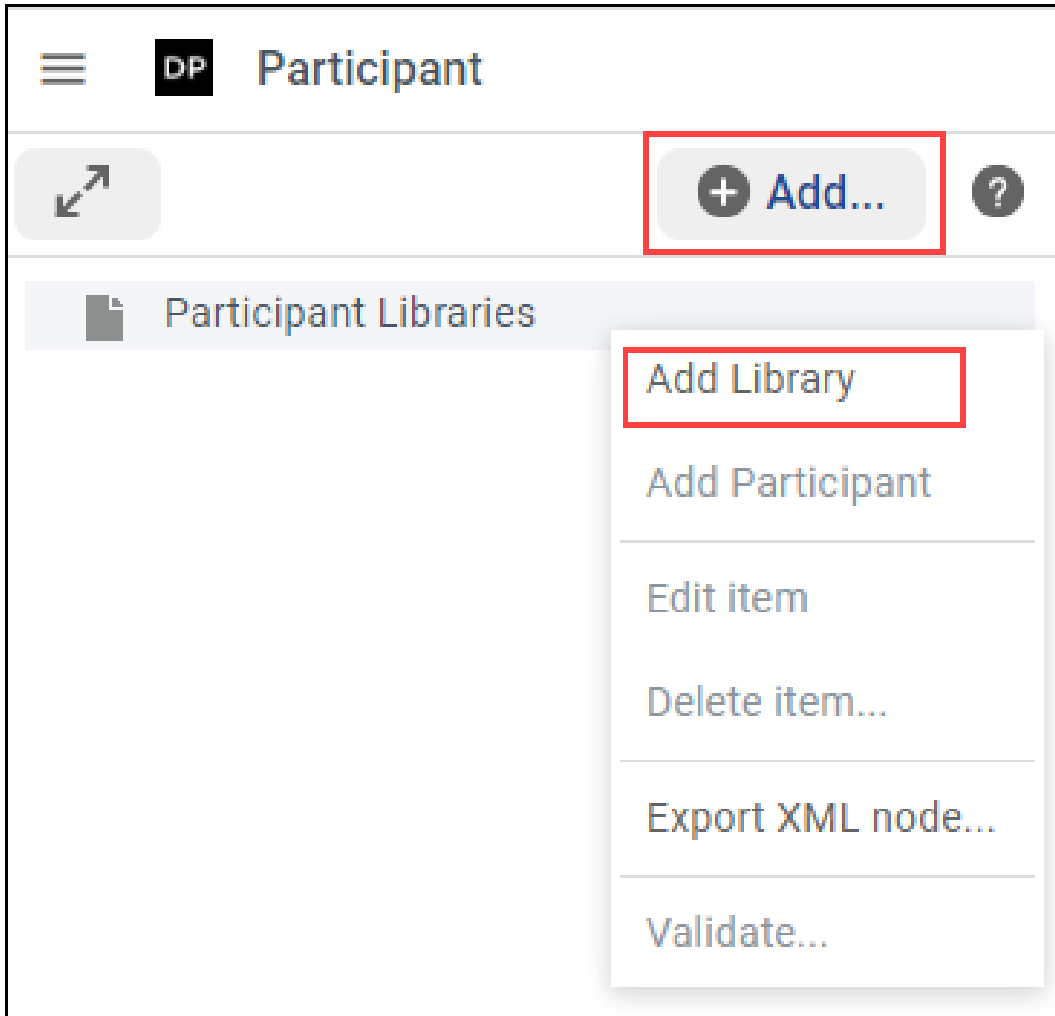 DP Participant
Add...
Participant Libraries
Add Library
Add Participant
Edit item
Delete item...
Export XML node...
Validate...